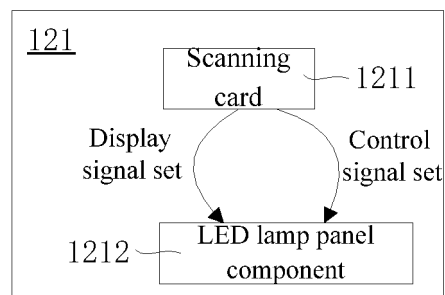 121
Scanning
card
1211
Display
signal set
Control
signal set
1212
LED lamp panel
component